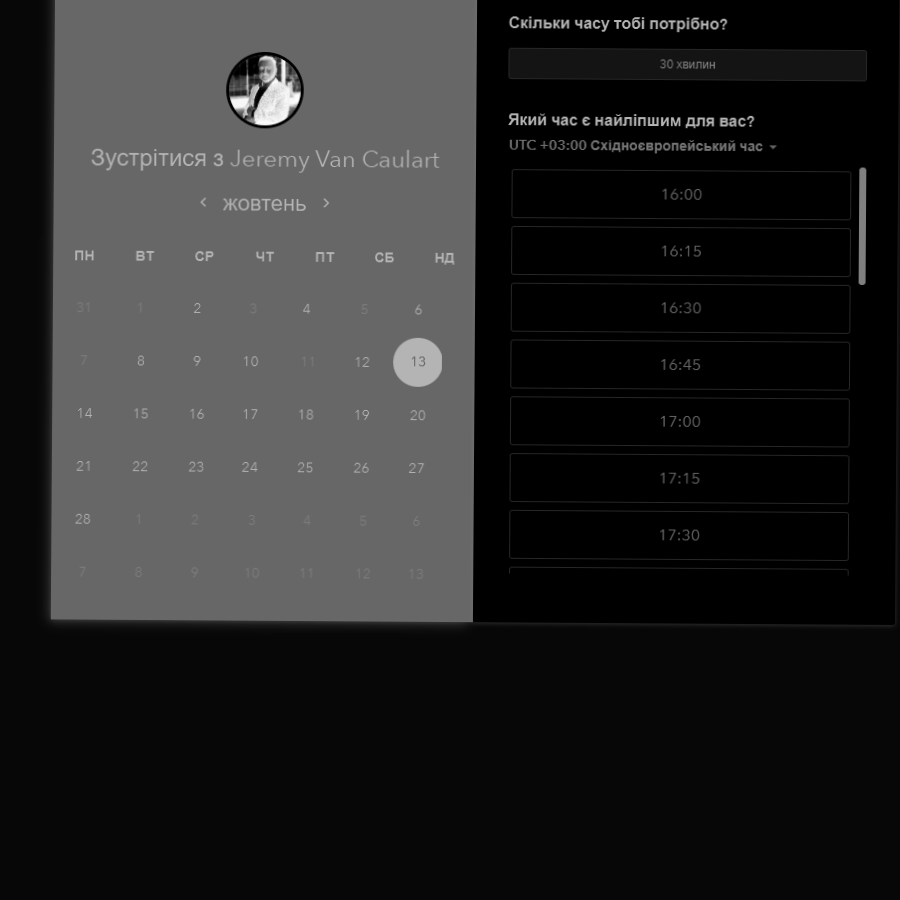 Зустрітися з Jeremy Van Caulart
жовтень
ПН ВТ СР ЧТ ПТ СБ НД
31 1 2 3 4 5 6
7 8 9 10 11 12 13
14 15 16 17 18 19 20
21 22 23 24 25 26 27
28 1 2 3 4 5 6
7 8 9 10 11 12 13
Скільки часу тобі потрібно?
30 хвилин
Який час є найліпшим для вас?
UTC +03:00 Східноєвропейський час
16:00
16:15
16:30
16:45
17:00
17:15
17:30